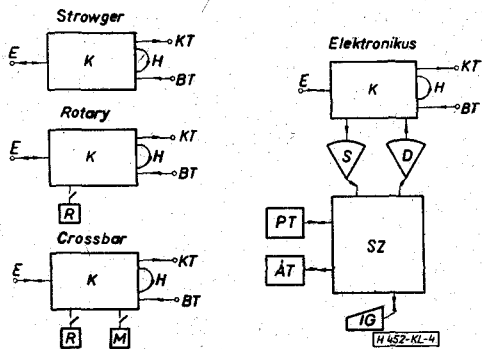 Strowger
E K KT
H
BT
Rotary
E K KT
H
BT
R
Crossbar
E K KT
H
BT
R M
Elektronikus
E K KT
H
BT
S D
PT
SZ
ÁT
IG
H 452-KL-4